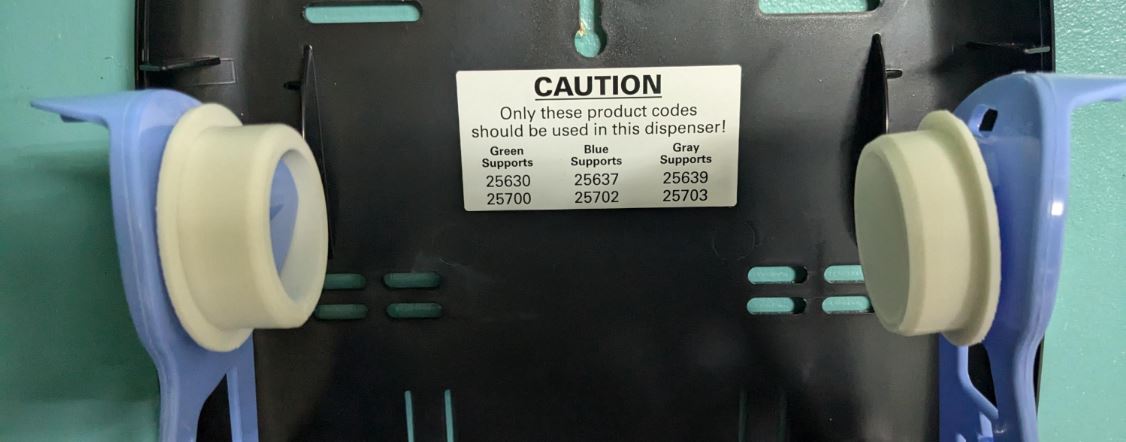 CAUTION
Only these product codes
should be used in this dispenser!
Green Blue Gray
Supports Supports Supports
25630 25637 25639
25700 25702 25703